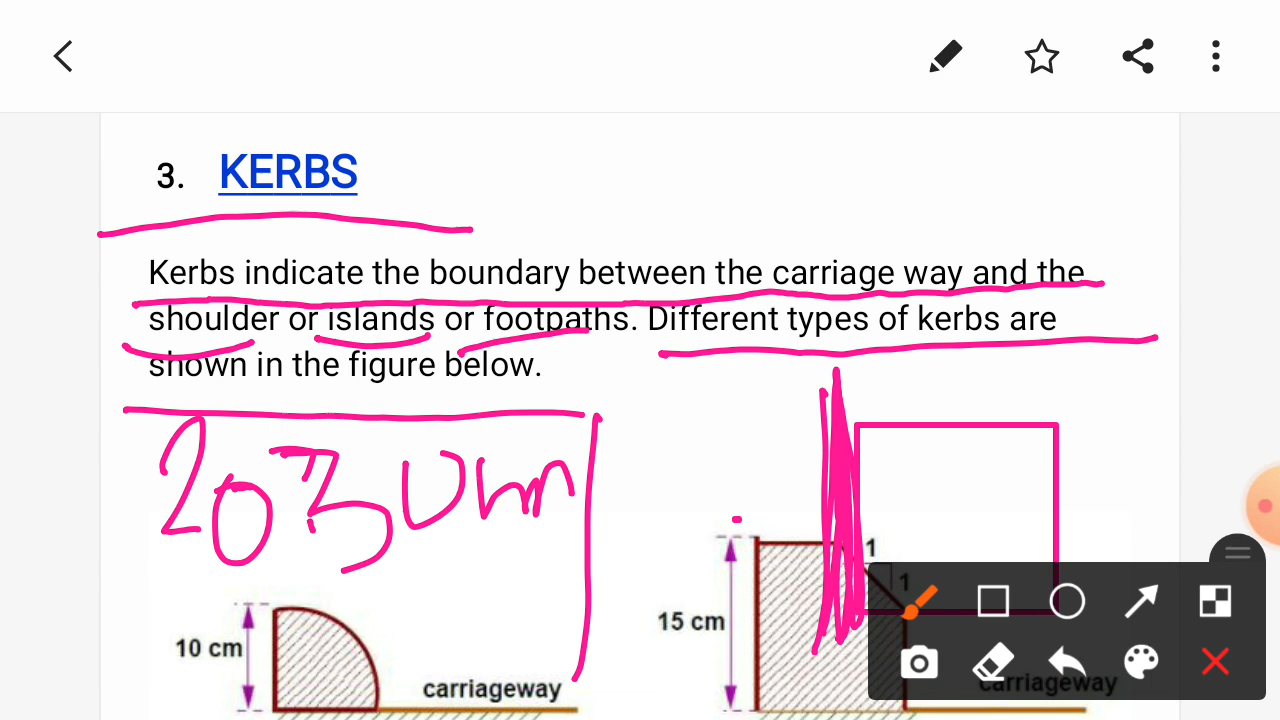 3. KERBS
Kerbs indicate the boundary between the carriage way and the
shoulder or islands or footpaths. Different types of kerbs are
shown in the figure below.
1
1
15 cm
10 cm
carriageway
carriageway